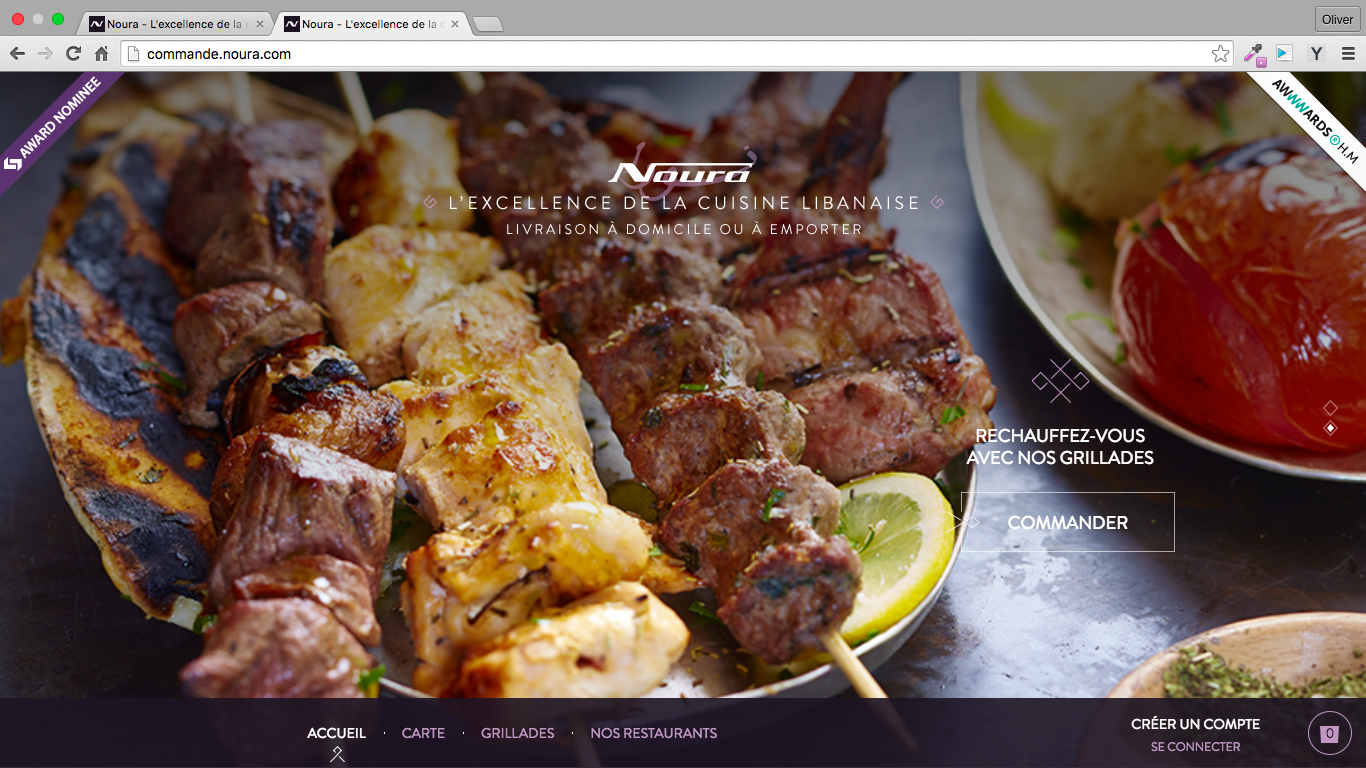 Noura - L'excellence de la c
Noura - L'excellence de la c
Oliver
commande.noura.com
Y
AWARD NOMINEE
AWWWARDS H.M
Noura
L'EXCELLENCE DE LA CUISINE LIBANAISE
LIVRAISON À DOMICILE OU À EMPORTER
RECHAUFFEZ-VOUS
AVEC NOS GRILLADES
COMMANDER
ACCUEIL · CARTE · GRILLADES · NOS RESTAURANTS
CRÉER UN COMPTE
SE CONNECTER
0